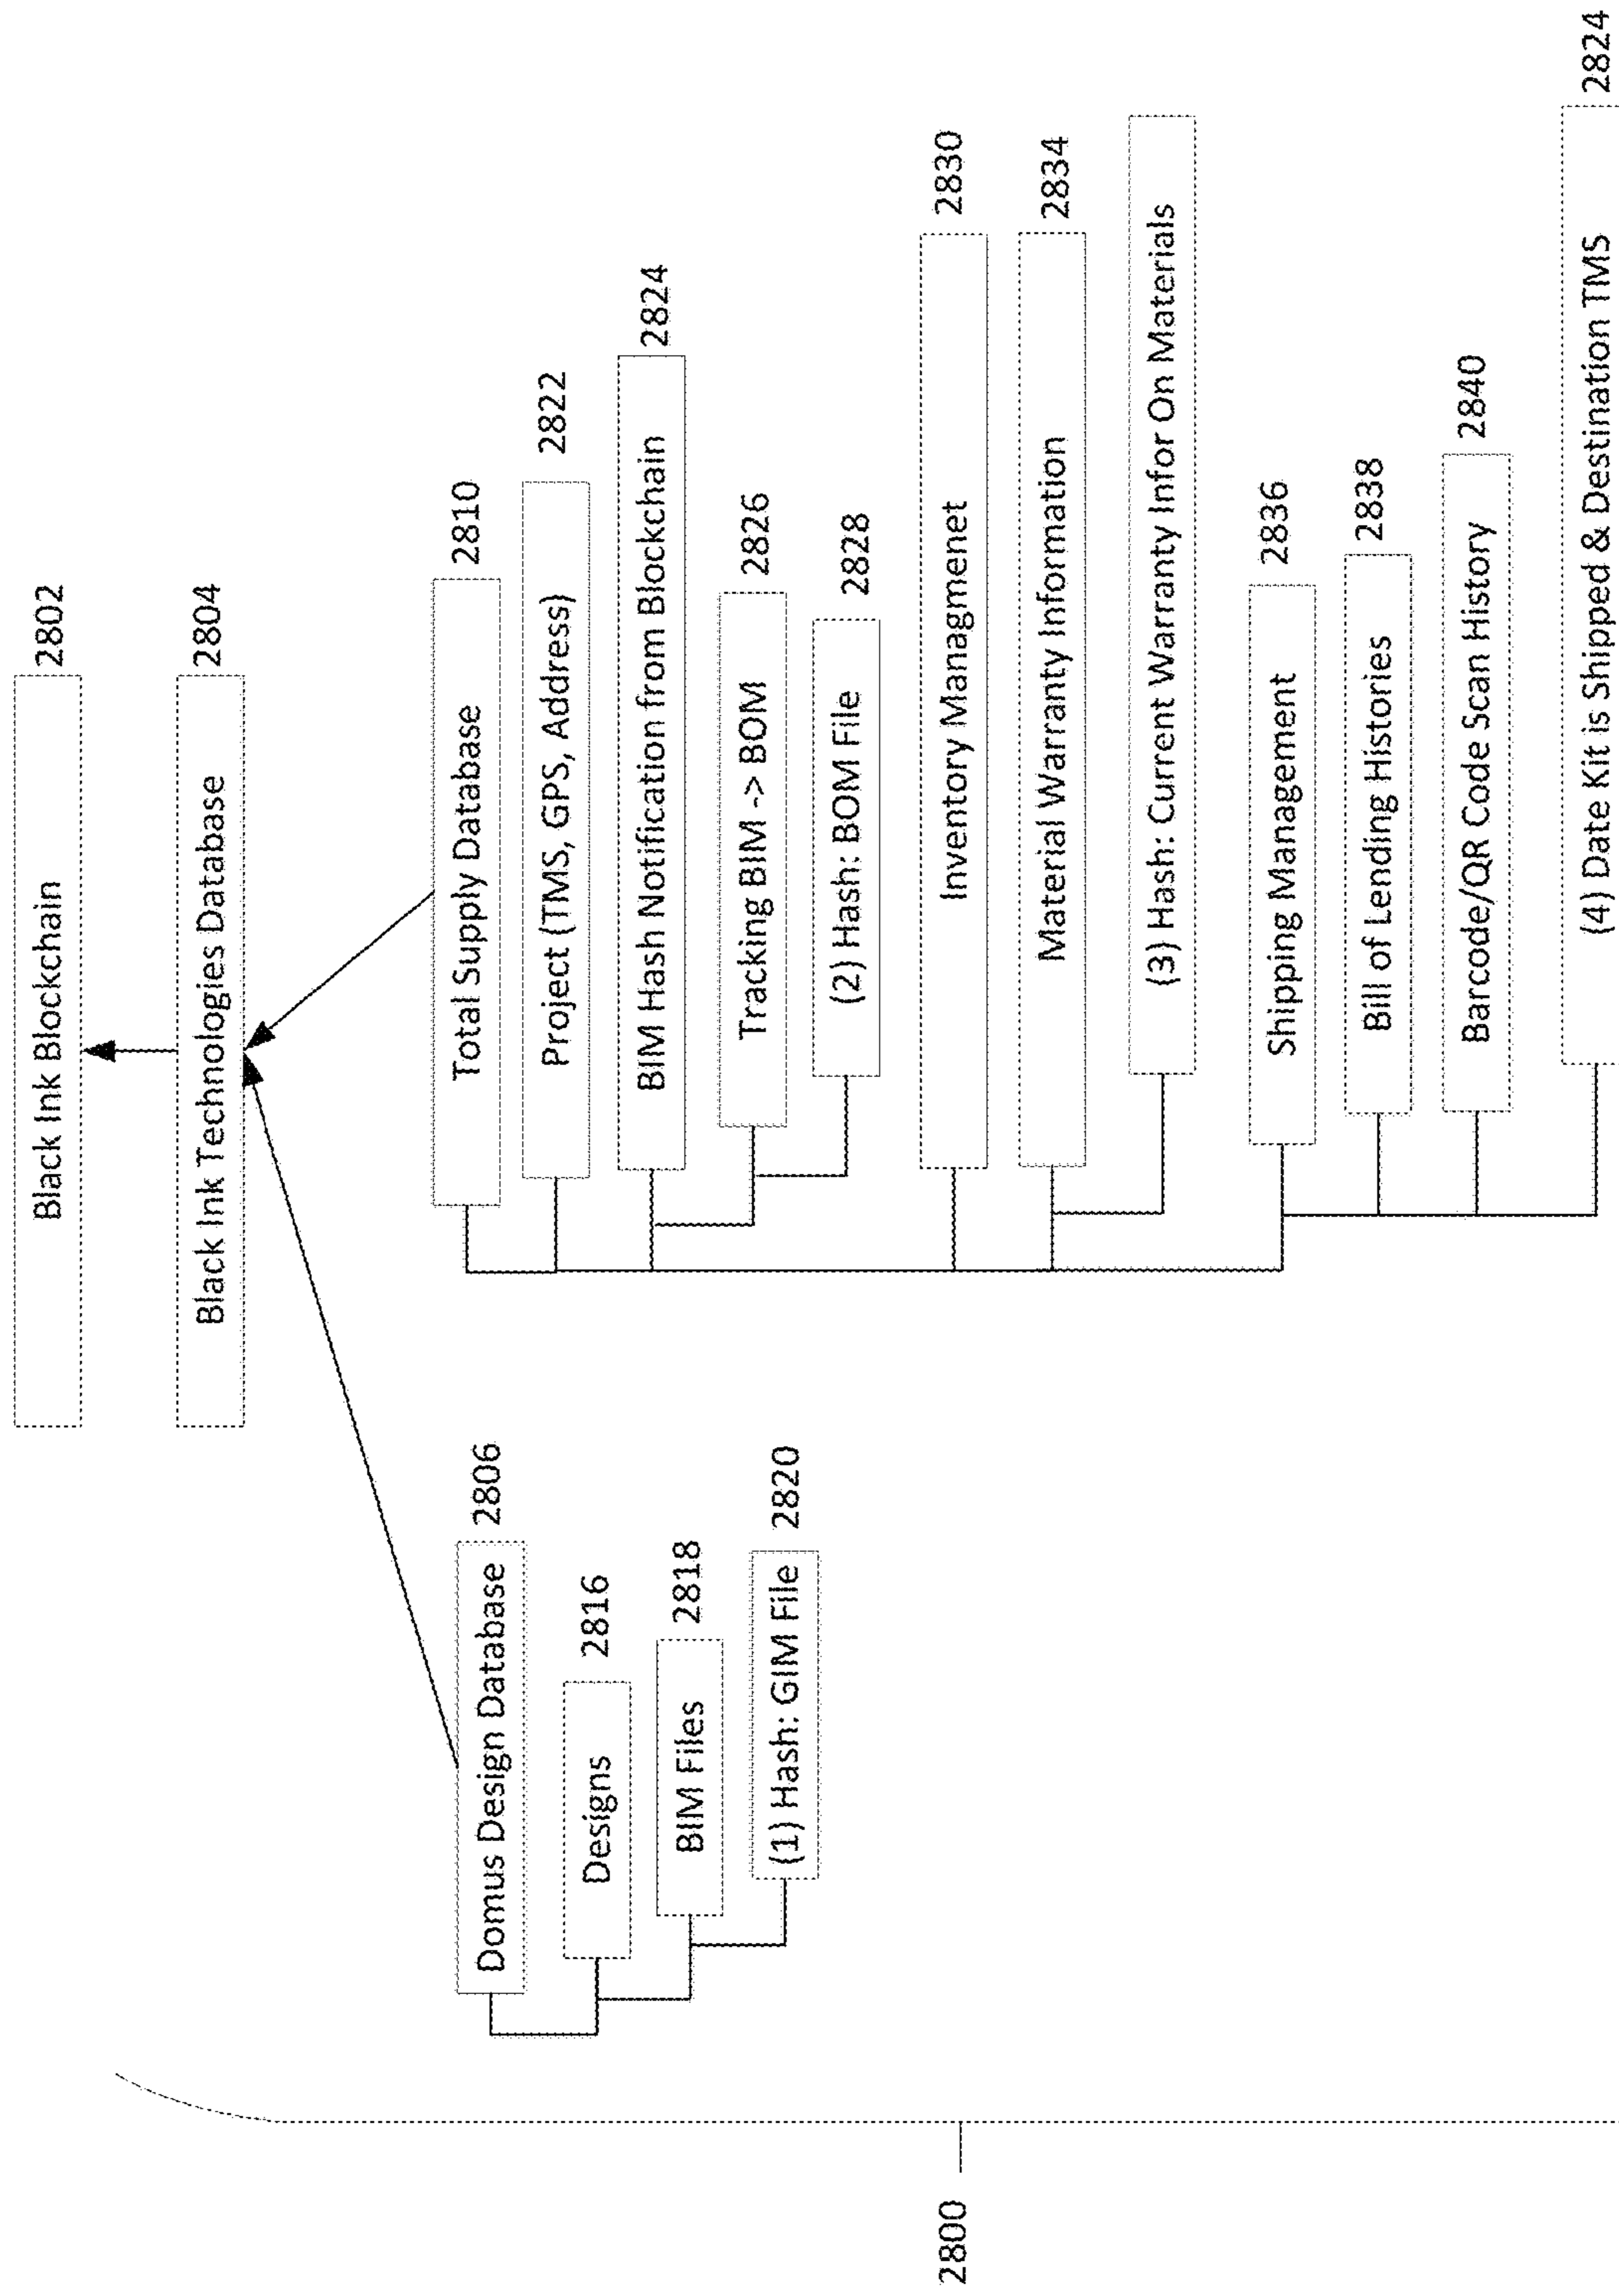 Black Ink Blockchain
2802
Black Ink Technologies Database
2804
Domus Design Database
2806
Designs
2816
BIM Files
2818
(1) Hash: GIM File
2820
Total Supply Database
2810
Project (TMS, GPS, Address)
2822
BIM Hash Notification from Blockchain
2824
Tracking BIM -> BOM
2826
(2) Hash: BOM File
2828
Inventory Managmenet
2830
Material Warranty Information
2834
(3) Hash: Current Warranty Infor On Materials
Shipping Management
2836
Bill of Lending Histories
2838
Barcode/QR Code Scan History
2840
(4) Date Kit is Shipped & Destination TMS
2824
2800